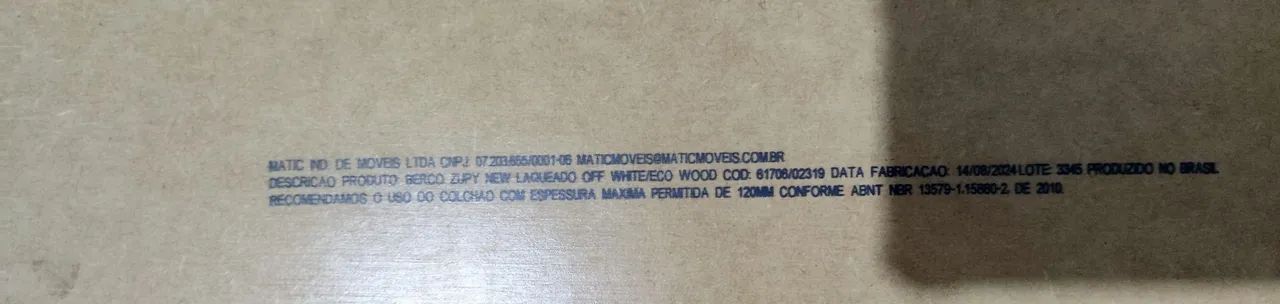 MATIC IND. DE MOVEIS LTDA CNPJ: 07.203.655/0001-06 MATICMOVEIS@MATICMOVEIS.COM.BR
DESCRICAO PRODUTO: BERCO ZUPY NEW LAQUEADO OFF WHITE/ECO WOOD COD: 61706/02319 DATA FABRICACAO: 14/08/2024 LOTE: 3345 PRODUZIDO NO BRASIL
RECOMENDAMOS O USO DO COLCHAO COM ESPESSURA MAXIMA PERMITIDA DE 120MM CONFORME ABNT NBR 13579-1.15860-2. DE 2010.